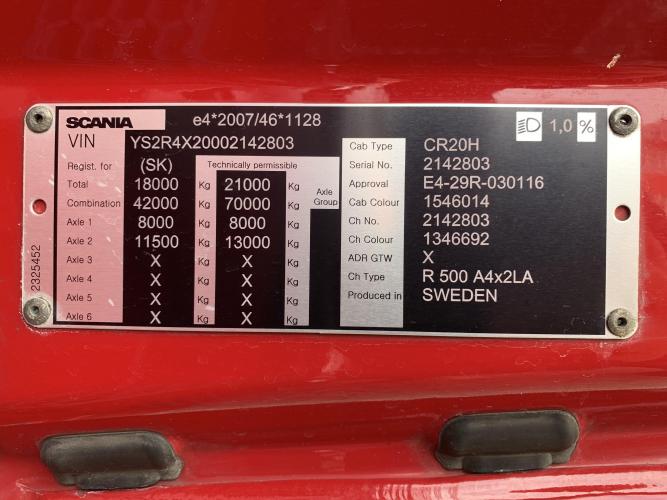 SCANIA e4*2007/46*1128 1,0 %
VIN YS2R4X20002142803
Regist. for (SK) Technically permissible
Total 18000 Kg 21000 Kg Axle Group
Combination 42000 Kg 70000 Kg
Axle 1 8000 Kg 8000 Kg
Axle 2 11500 Kg 13000 Kg
Axle 3 X Kg X Kg
Axle 4 X Kg X Kg
Axle 5 X Kg X Kg
Axle 6 X Kg X Kg
Cab Type CR20H
Serial No. 2142803
Approval E4-29R-030116
Cab Colour 1546014
Ch No. 2142803
Ch Colour 1346692
ADR GTW X
Ch Type R 500 A4x2LA
Produced in SWEDEN
2325452